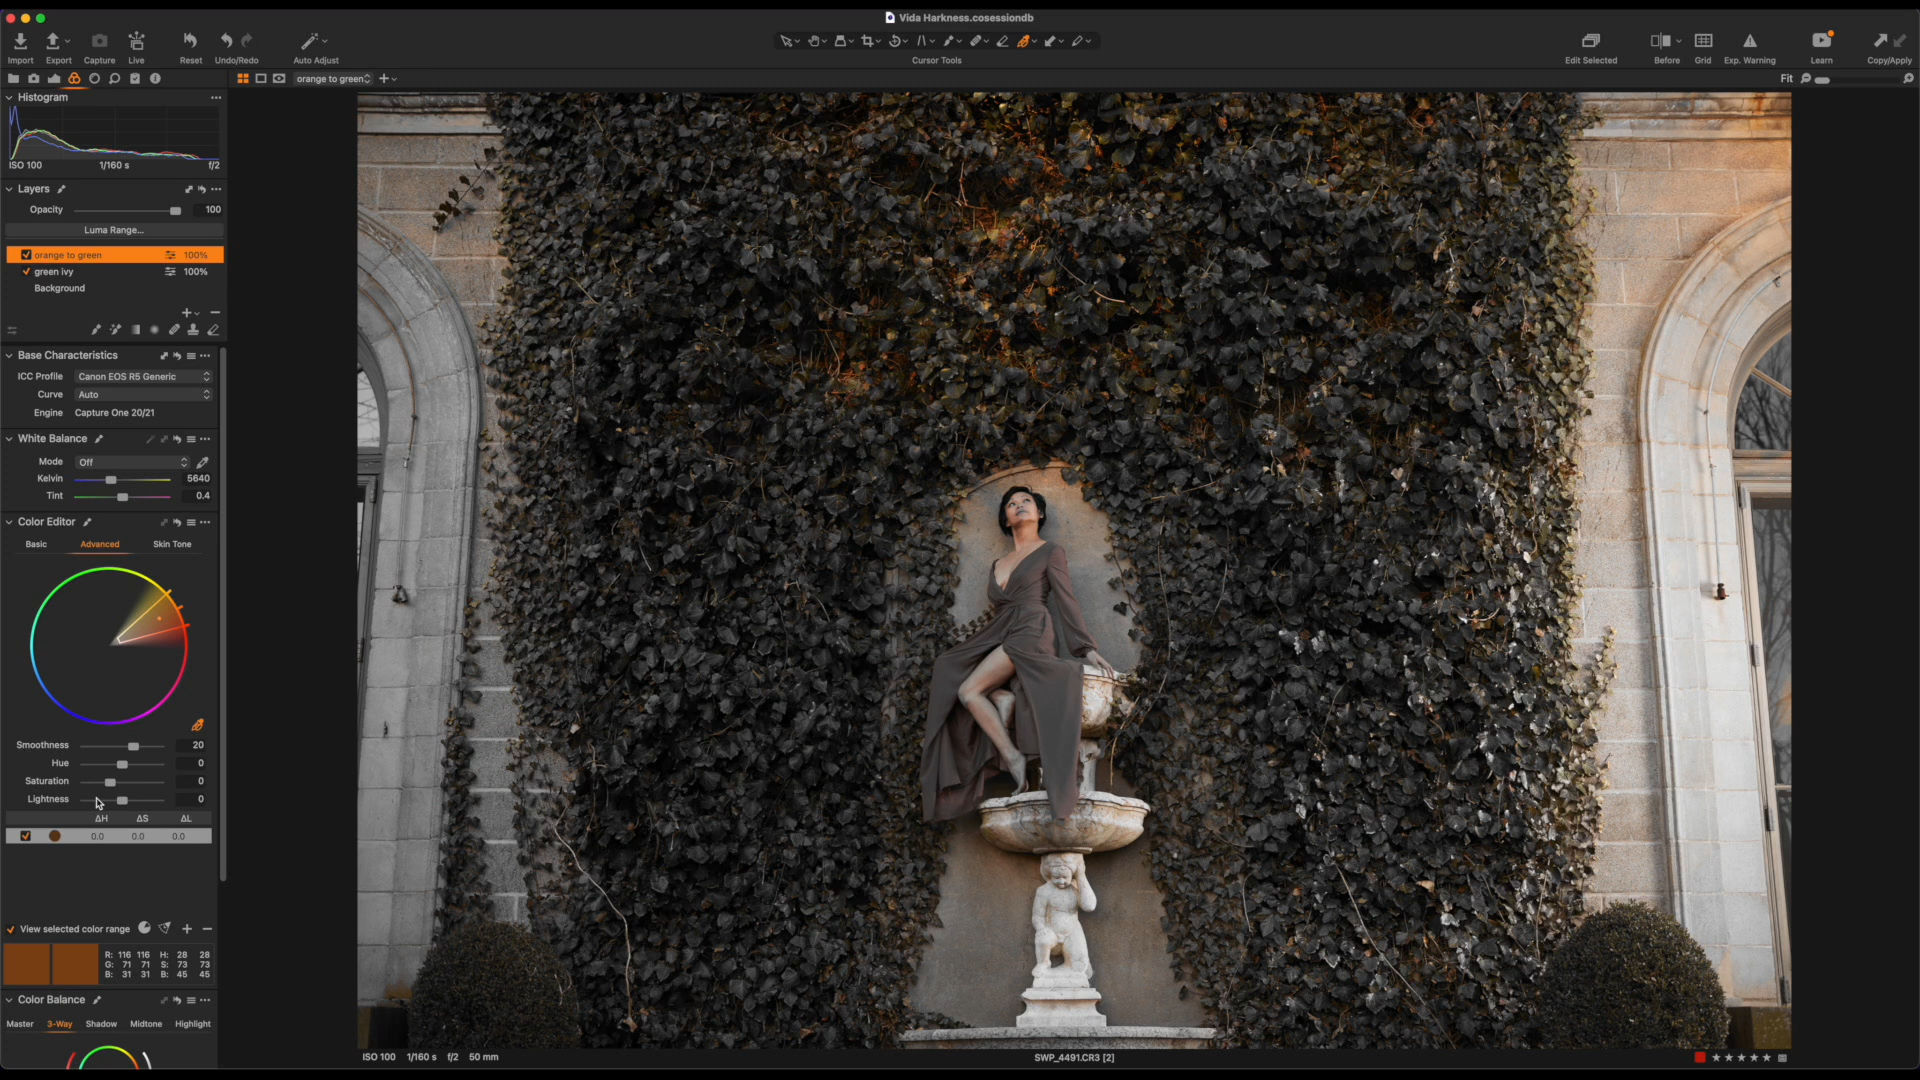 Vida Harkness.cosessiondb
Import Export Capture Live Reset Undo/Redo Auto Adjust Cursor Tools Edit Selected Before Grid Exp. Warning Learn Copy/Apply
orange to green Fit
Histogram
ISO 100 1/160 s f/2
Layers
Opacity 100
Luma Range...
orange to green 100%
green ivy 100%
Background
Base Characteristics
ICC Profile Canon EOS R5 Generic
Curve Auto
Engine Capture One 20/21
White Balance
Mode Off
Kelvin 5640
Tint 0.4
Color Editor
Basic Advanced Skin Tone
Smoothness 20
Hue 0
Saturation 0
Lightness 0
ΔH ΔS ΔL
0.0 0.0 0.0
View selected color range
R: 116 116 H: 28 28
G: 71 71 S: 73 73
B: 31 31 B: 45 45
Color Balance
Master 3-Way Shadow Midtone Highlight
ISO 100 1/160 s f/2 50 mm SWP_4491.CR3 [2]